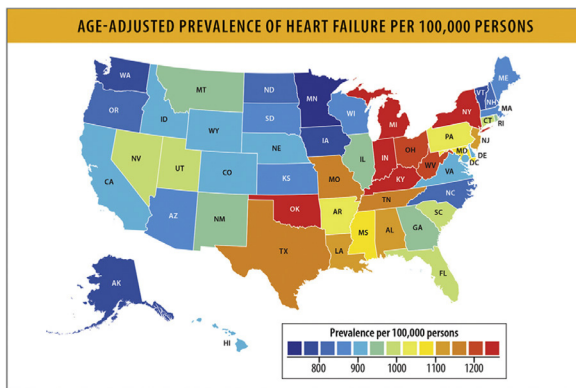 AGE-ADJUSTED PREVALENCE OF HEART FAILURE PER 100,000 PERSONS
WA
MT
ND
MN
ME
VT
NH
OR
ID
SD
WI
MI
NY
MA
CT
RI
WY
IA
PA
NJ
NV
UT
CO
NE
IL
IN
OH
WV
MD
DE
DC
VA
CA
KS
MO
KY
NC
AZ
NM
OK
AR
TN
SC
TX
LA
MS
AL
GA
FL
AK
HI
Prevalence per 100,000 persons
800 900 1000 1100 1200